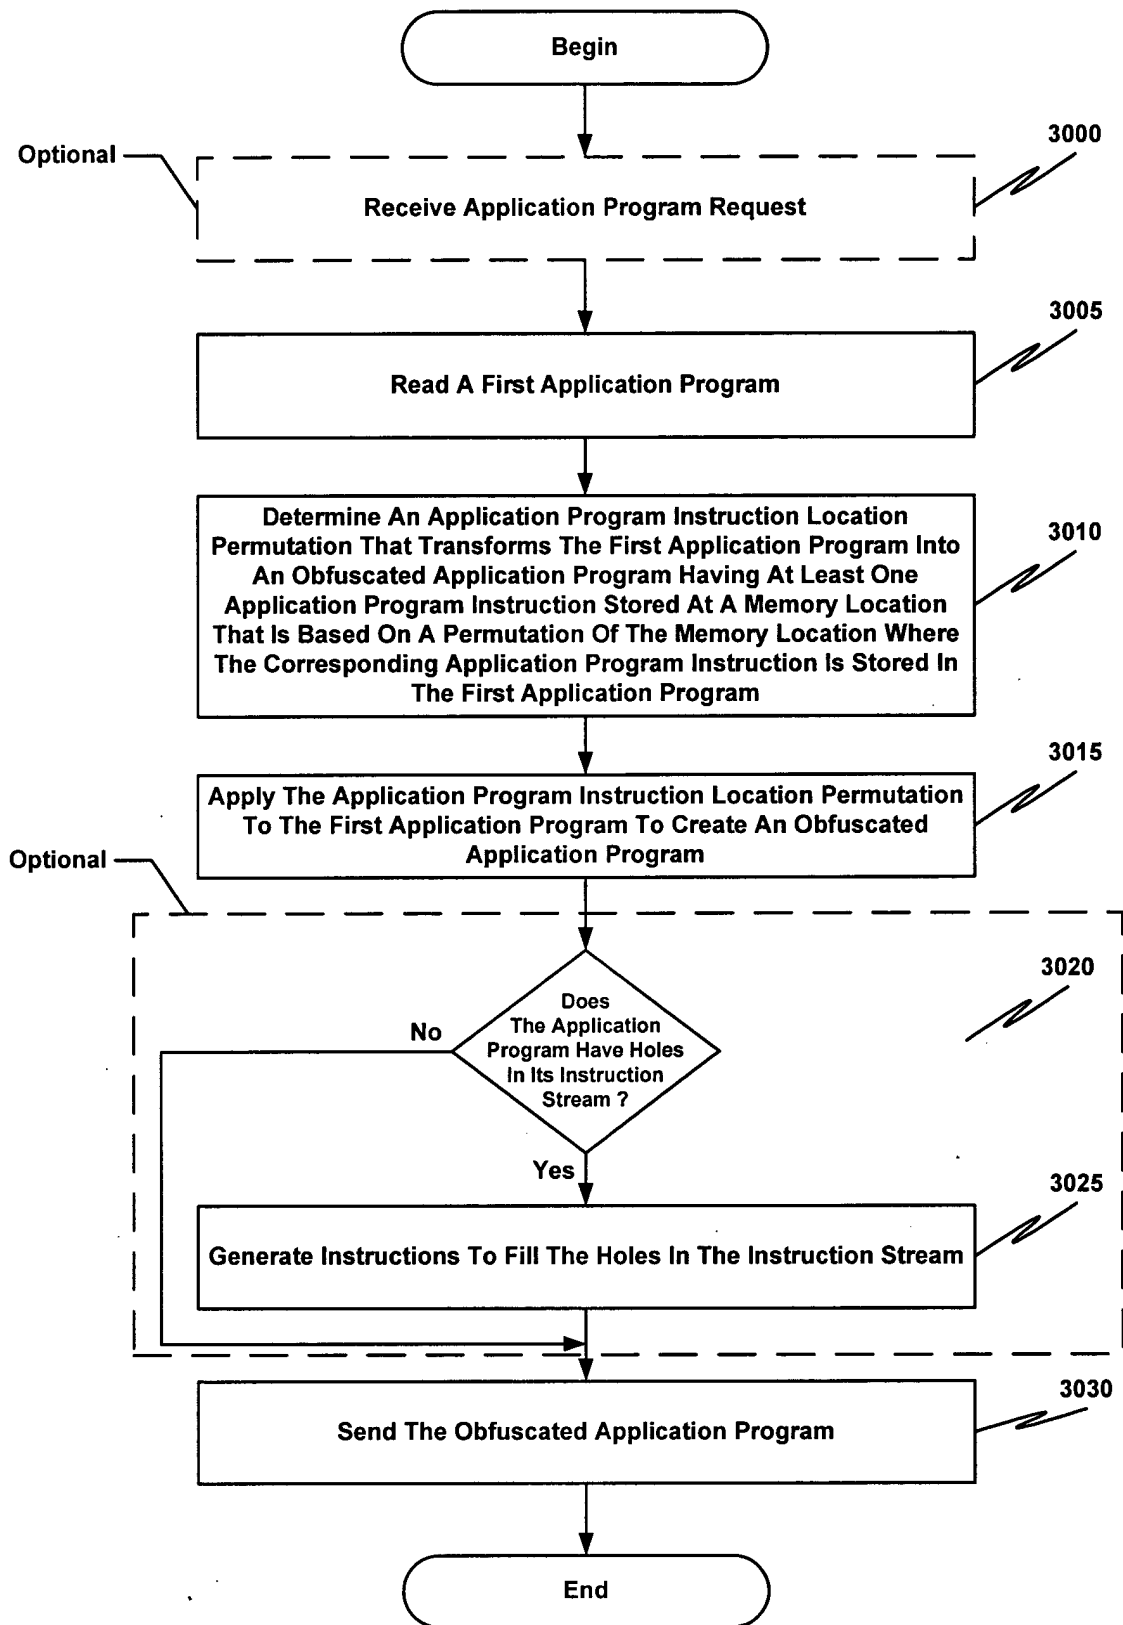 Begin
Optional
3000
Receive Application Program Request
3005
Read A First Application Program
Determine An Application Program Instruction Location
Permutation That Transforms The First Application Program Into
An Obfuscated Application Program Having At Least One
Application Program Instruction Stored At A Memory Location
That Is Based On A Permutation Of The Memory Location Where
The Corresponding Application Program Instruction Is Stored In
The First Application Program
3010
3015
Apply The Application Program Instruction Location Permutation
To The First Application Program To Create An Obfuscated
Application Program
Optional
3020
Does
The Application
Program Have Holes
In Its Instruction
Stream ?
No
Yes
3025
Generate Instructions To Fill The Holes In The Instruction Stream
3030
Send The Obfuscated Application Program
End